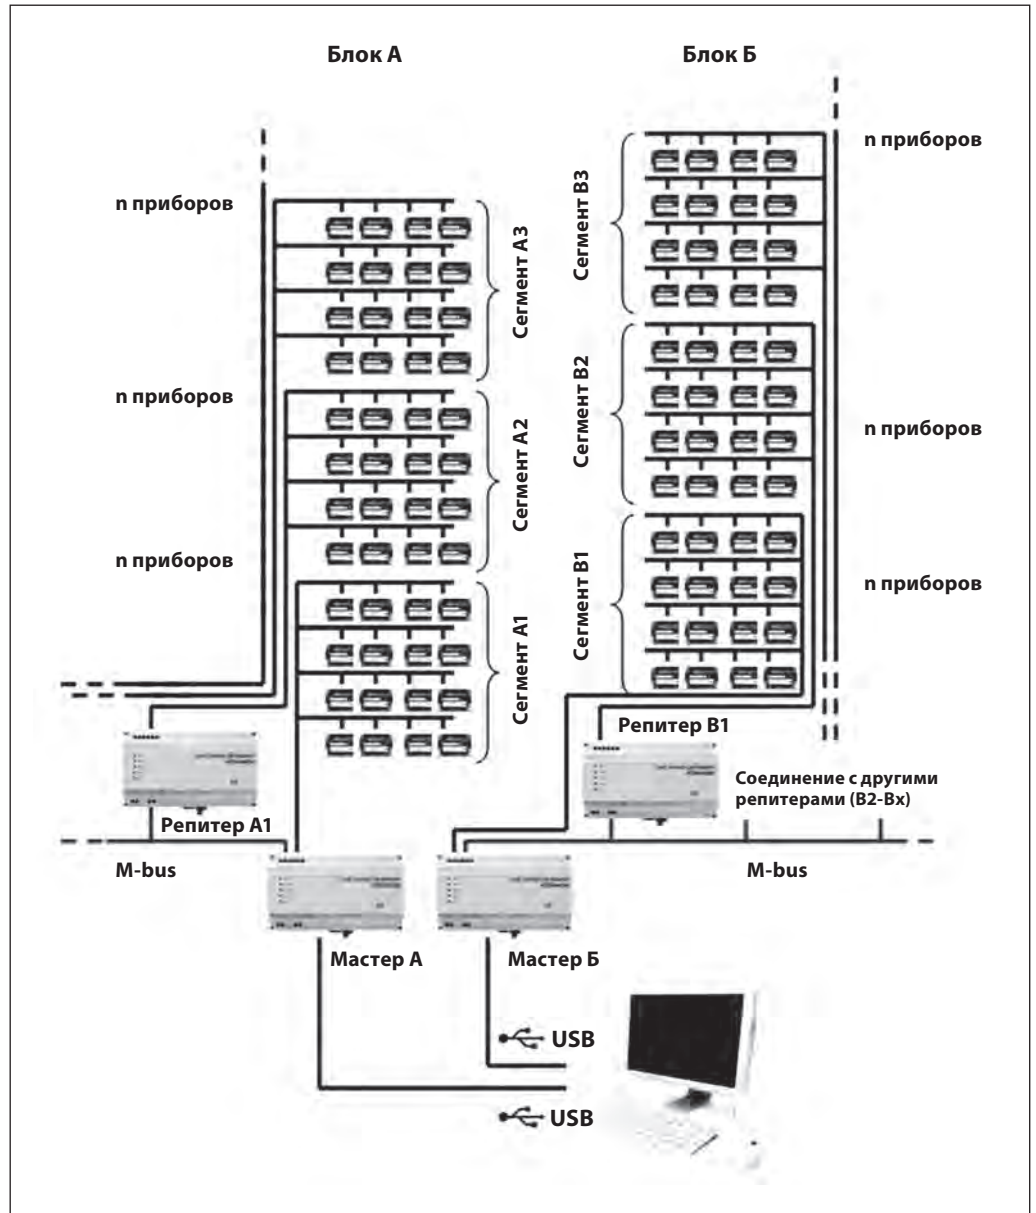 Блок А
Блок Б
n приборов
n приборов
n приборов
Сегмент А3
Сегмент А2
Сегмент А1
Сегмент В3
Сегмент В2
Сегмент В1
n приборов
n приборов
n приборов
Репитер А1
Репитер В1
Соединение с другими
репитерами (В2-Вх)
M-bus
M-bus
Мастер А
Мастер Б
USB
USB